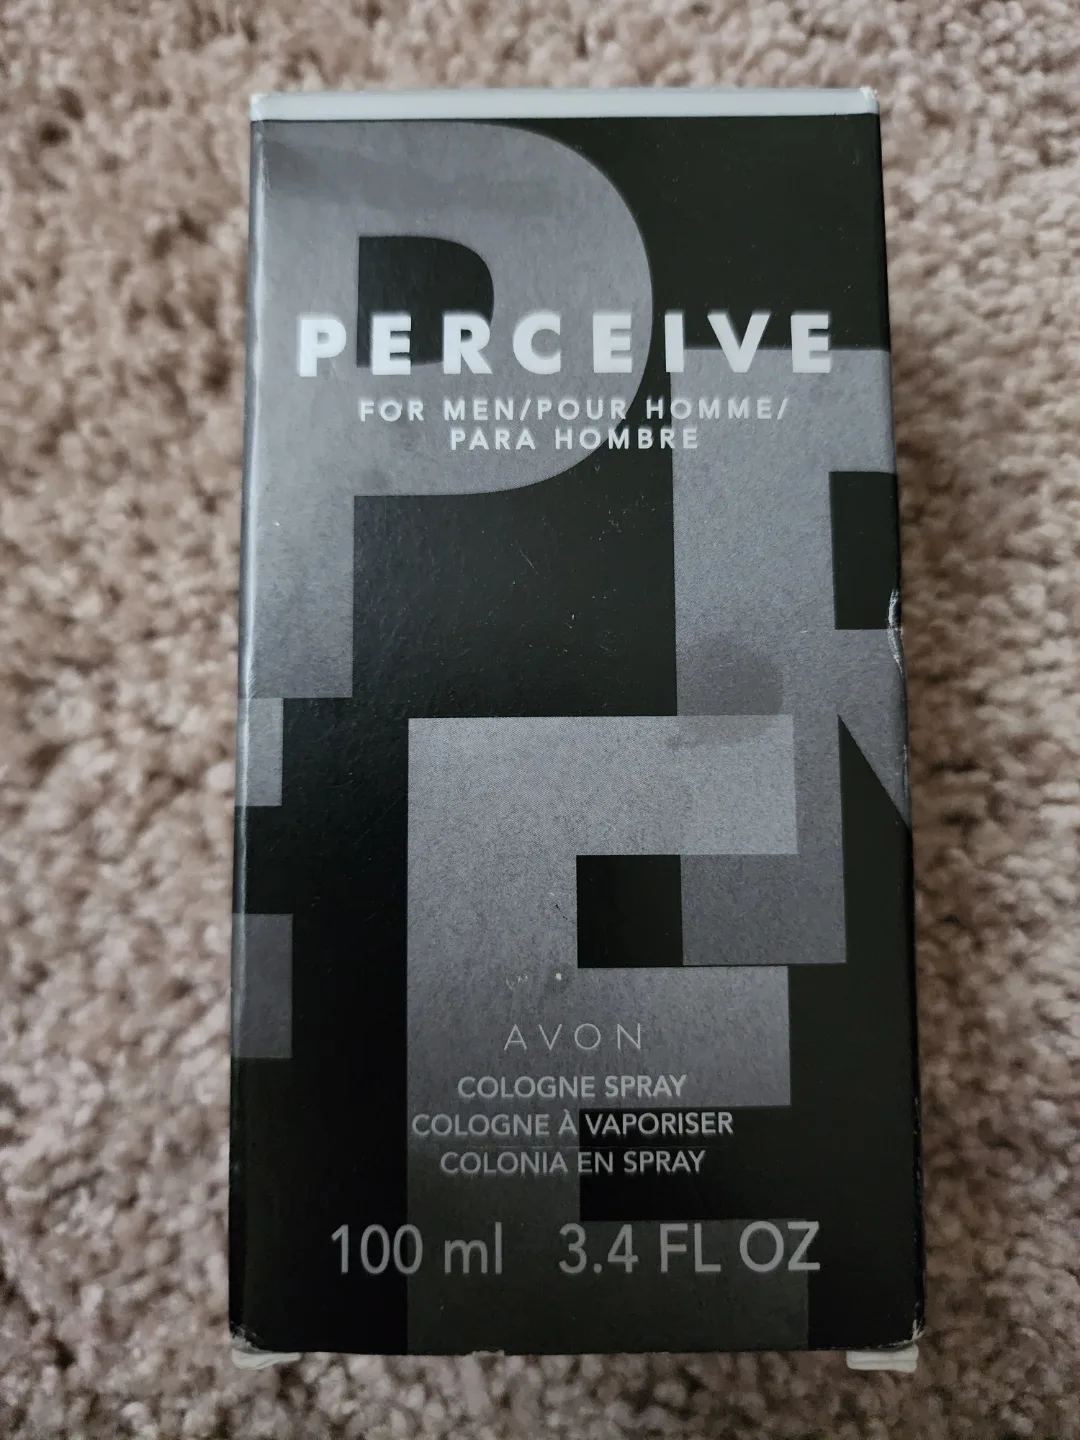 PERCEIVE
FOR MEN/POUR HOMME/
PARA HOMBRE
AVON
COLOGNE SPRAY
COLOGNE À VAPORISER
COLONIA EN SPRAY
100 ml 3.4 FL OZ